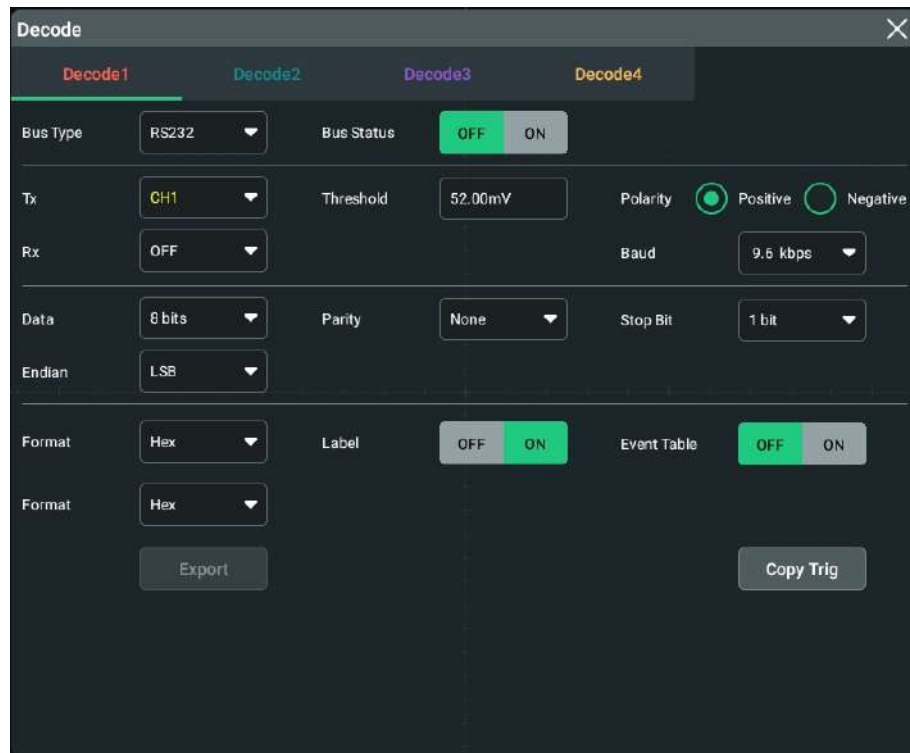 Decode
Decode1 Decode2 Decode3 Decode4
Bus Type RS232 Bus Status OFF ON
Tx CH1 Threshold 52.00mV Polarity Positive Negative
Rx OFF Baud 9.6 kbps
Data 8 bits Parity None Stop Bit 1 bit
Endian LSB
Format Hex Label OFF ON Event Table OFF ON
Format Hex
Export Copy Trig